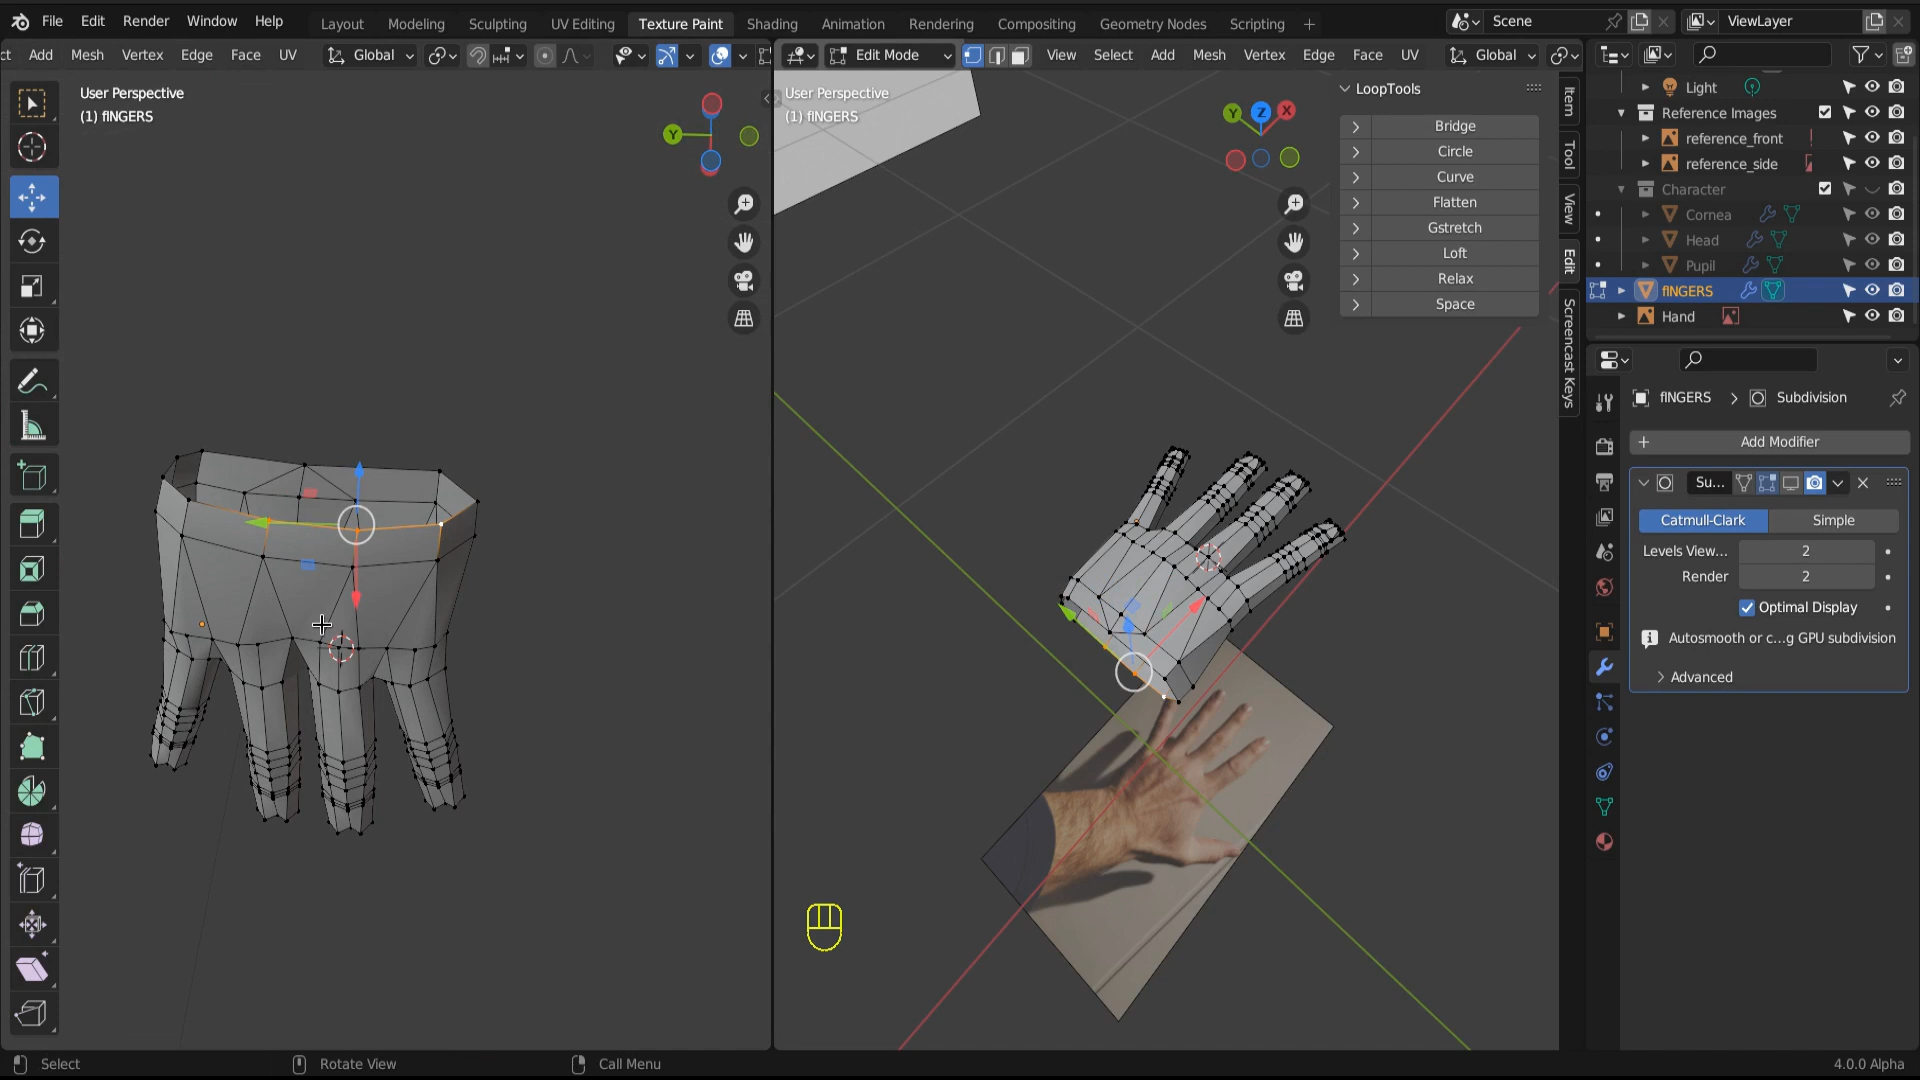 File Edit Render Window Help Layout Modeling Sculpting UV Editing Texture Paint Shading Animation Rendering Compositing Geometry Nodes Scripting + Scene ViewLayer
ct Add Mesh Vertex Edge Face UV Global Edit Mode View Select Add Mesh Vertex Edge Face UV Global
User Perspective
(1) fINGERS
User Perspective
(1) fINGERS
LoopTools
Bridge
Circle
Curve
Flatten
Gstretch
Loft
Relax
Space
Item
Tool
View
Edit
Screencast Keys
Y
Y
Z
X
Light
Reference Images
reference_front
reference_side
Character
Cornea
Head
Pupil
fINGERS
Hand
fINGERS > Subdivision
+ Add Modifier
Su...
Catmull-Clark Simple
Levels View... 2
Render 2
Optimal Display
Autosmooth or c...g GPU subdivision
Advanced
Select Rotate View Call Menu 4.0.0 Alpha